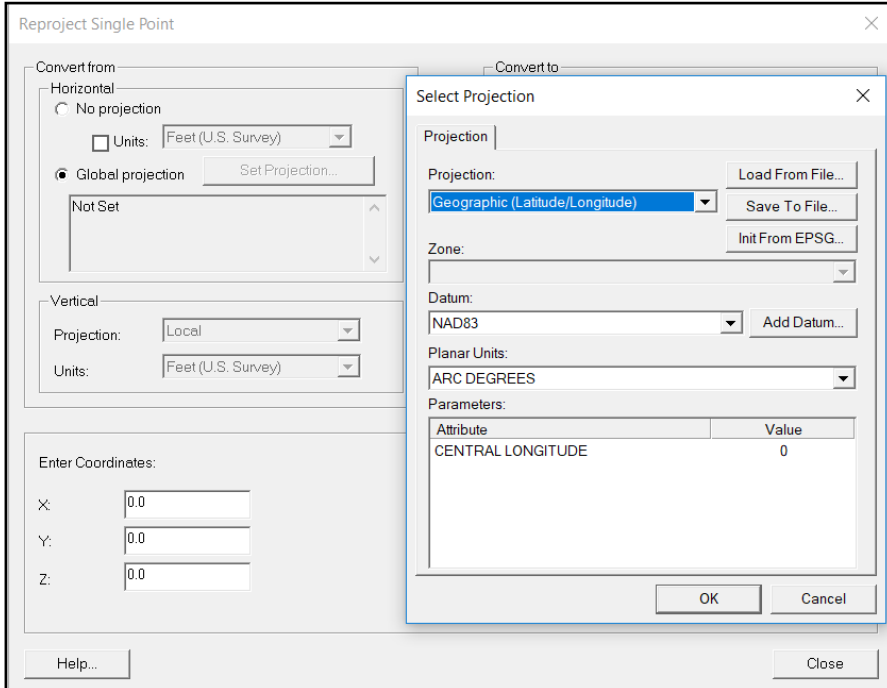 Reproject Single Point
Convert from
Horizontal
No projection
Units: Feet (U.S. Survey)
Global projection Set Projection...
Not Set
Vertical
Projection: Local
Units: Feet (U.S. Survey)
Enter Coordinates:
X: 0.0
Y: 0.0
Z: 0.0
Help...
Convert to
Select Projection
Projection
Projection:
Load From File...
Geographic (Latitude/Longitude)
Save To File...
Init From EPSG...
Zone:
Datum:
NAD83 Add Datum...
Planar Units:
ARC DEGREES
Parameters:
Attribute Value
CENTRAL LONGITUDE 0
OK Cancel
Close